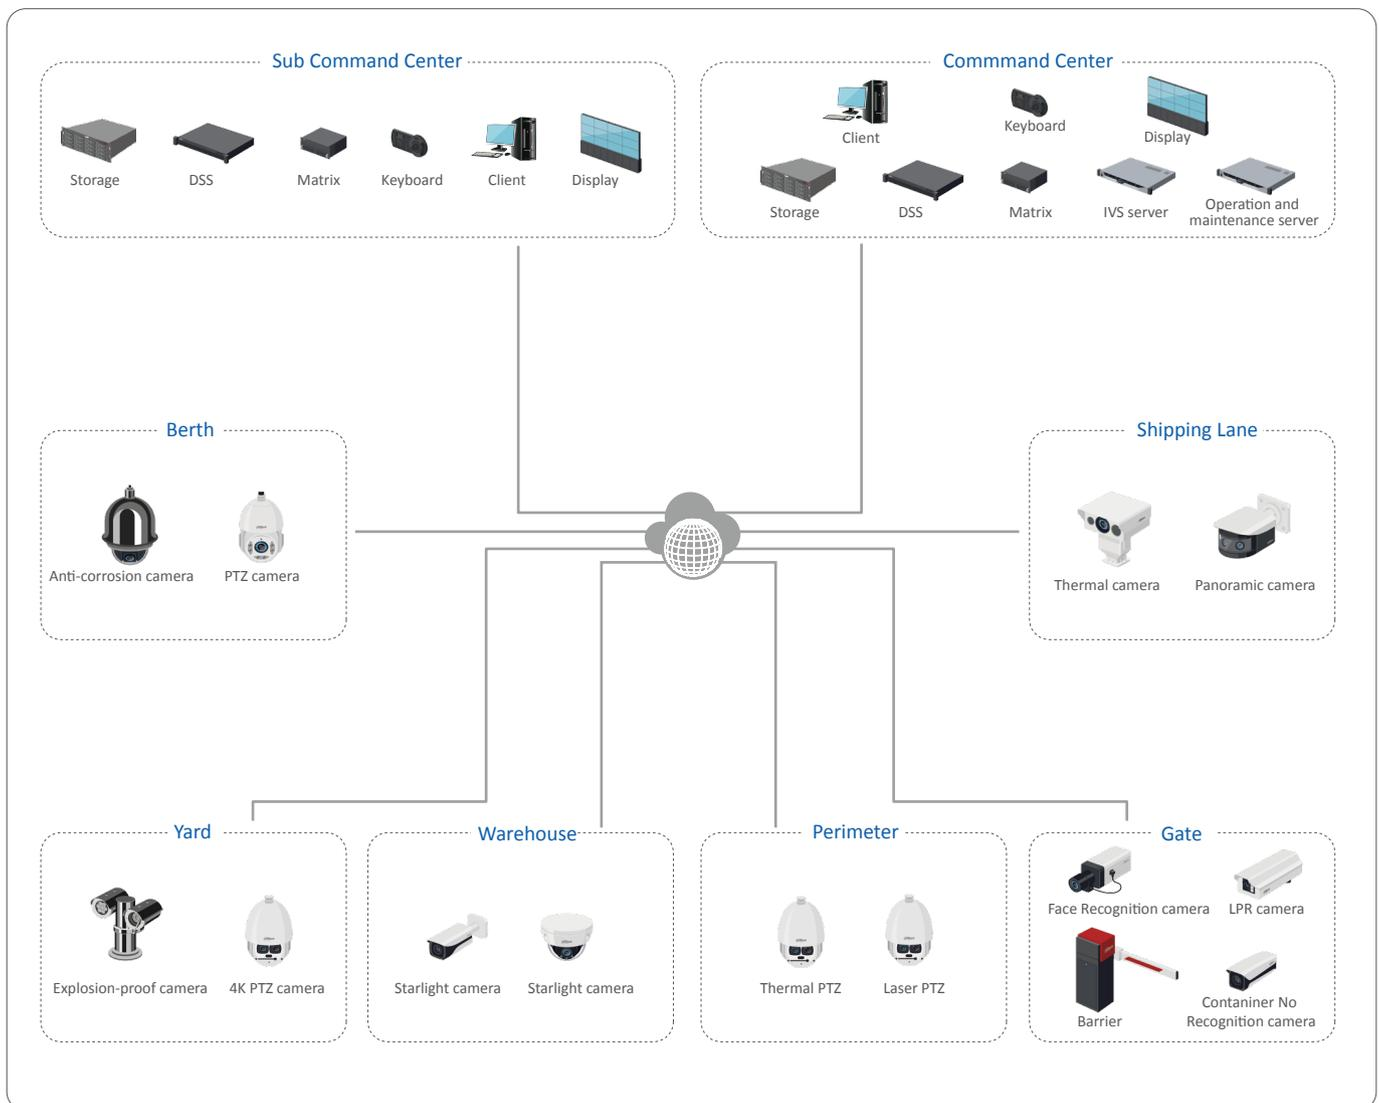 Sub Command Center
Storage
DSS
Matrix
Keyboard
Client
Display
Commmand Center
Client
Keyboard
Display
Storage
DSS
Matrix
IVS server
Operation and
maintenance server
Berth
Anti-corrosion camera
PTZ camera
Shipping Lane
Thermal camera
Panoramic camera
Yard
Explosion-proof camera
4K PTZ camera
Warehouse
Starlight camera
Starlight camera
Perimeter
Thermal PTZ
Laser PTZ
Gate
Face Recognition camera
LPR camera
Barrier
Contaniner No
Recognition camera